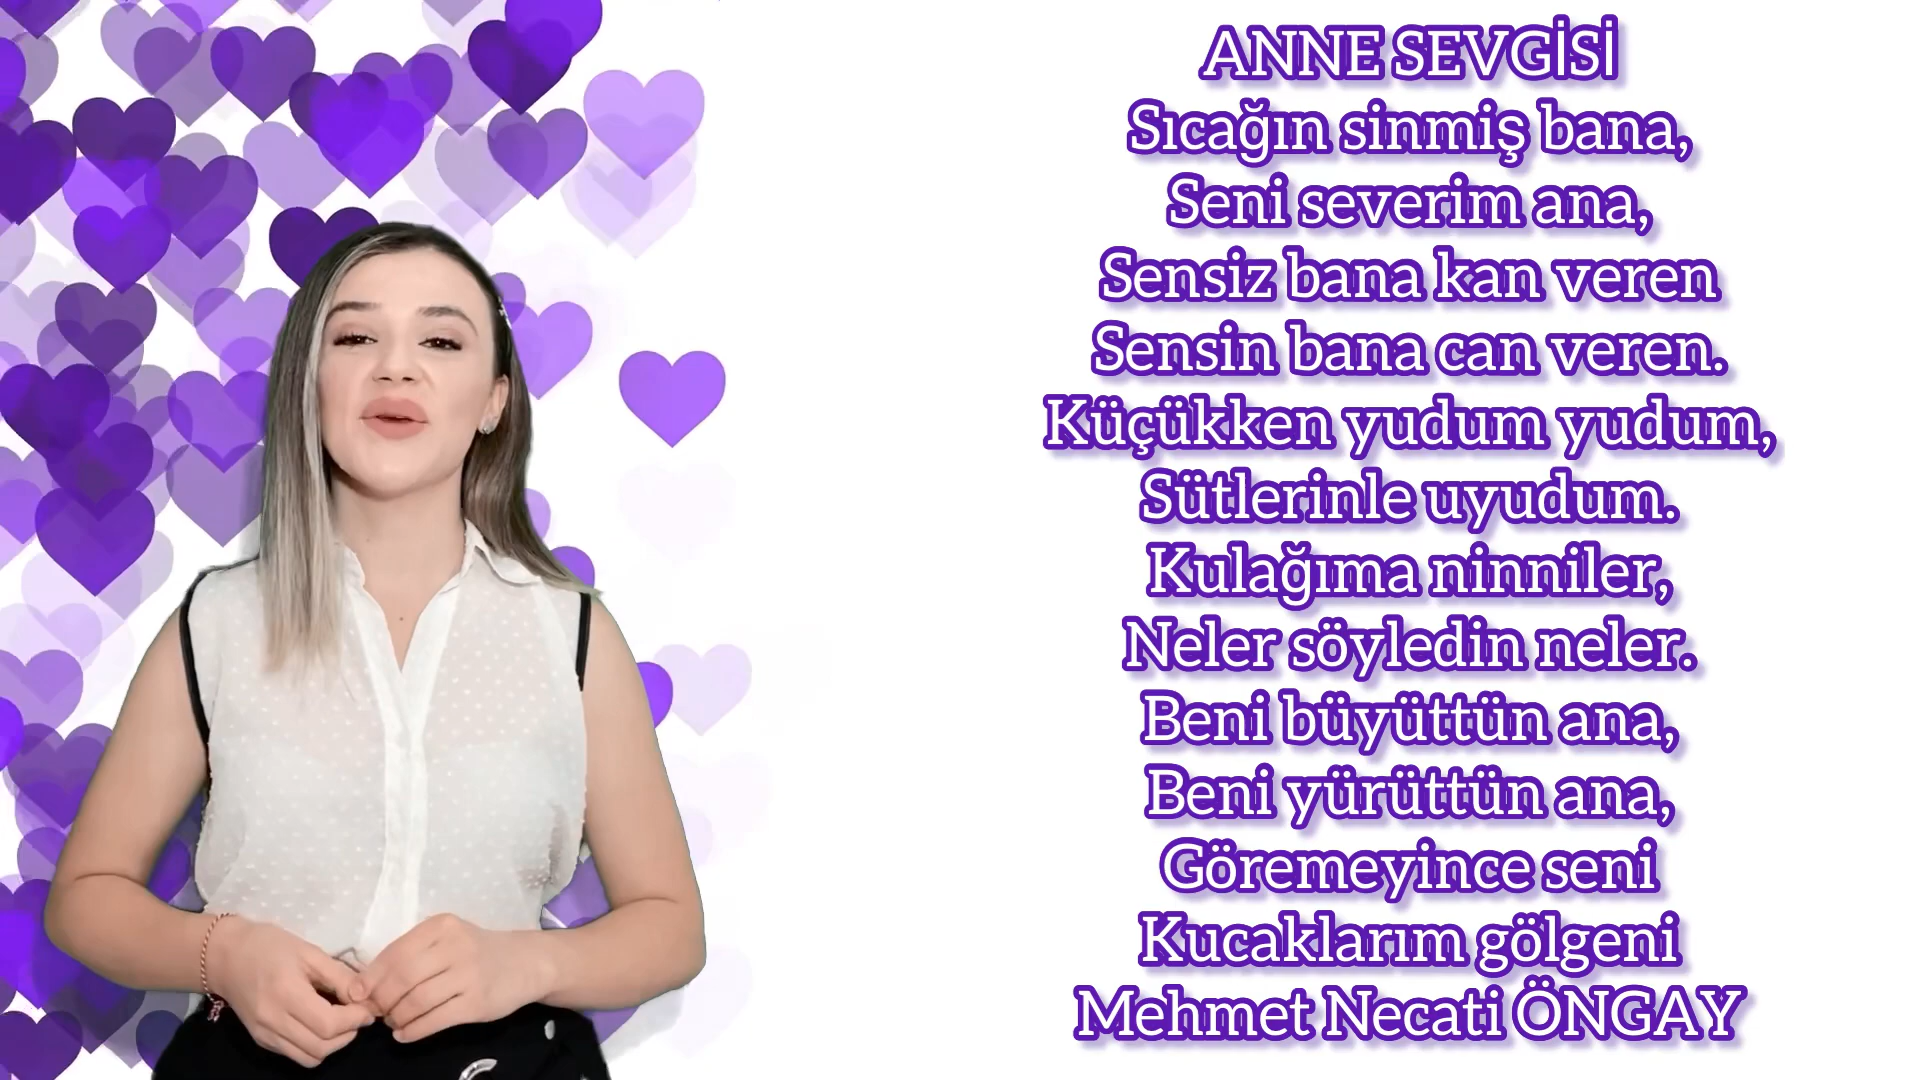 ANNE SEVGİSİ
Sıcağın sinmiş bana,
Seni severim ana,
Sensiz bana kan veren
Sensin bana can veren.
Küçükken yudum yudum,
Sütlerinle uyudum.
Kulağıma ninniler,
Neler söyledin neler.
Beni büyüttün ana,
Beni yürüttün ana,
Göremeyince seni
Kucaklarım gölgeni
Mehmet Necati ÖNGAY